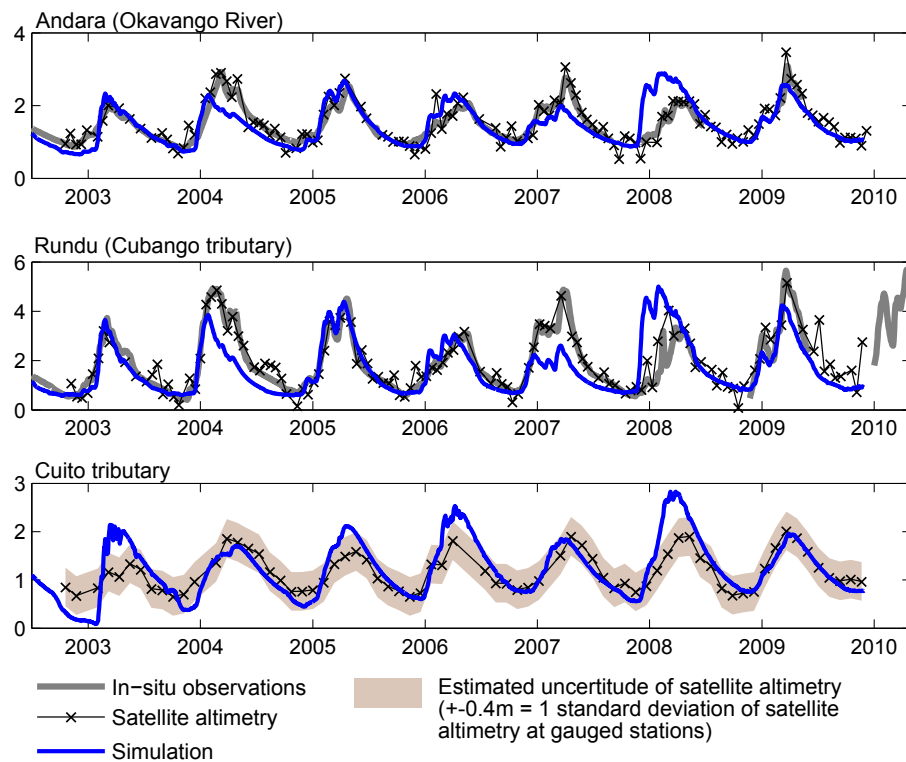 Andara (Okavango River)
4
2
0
2003 2004 2005 2006 2007 2008 2009 2010
Rundu (Cubango tributary)
6
4
2
0
2003 2004 2005 2006 2007 2008 2009 2010
Cuito tributary
3
2
1
0
2003 2004 2005 2006 2007 2008 2009 2010
In−situ observations
Satellite altimetry
Simulation
Estimated uncertitude of satellite altimetry
(+-0.4m = 1 standard deviation of satellite
altimetry at gauged stations)